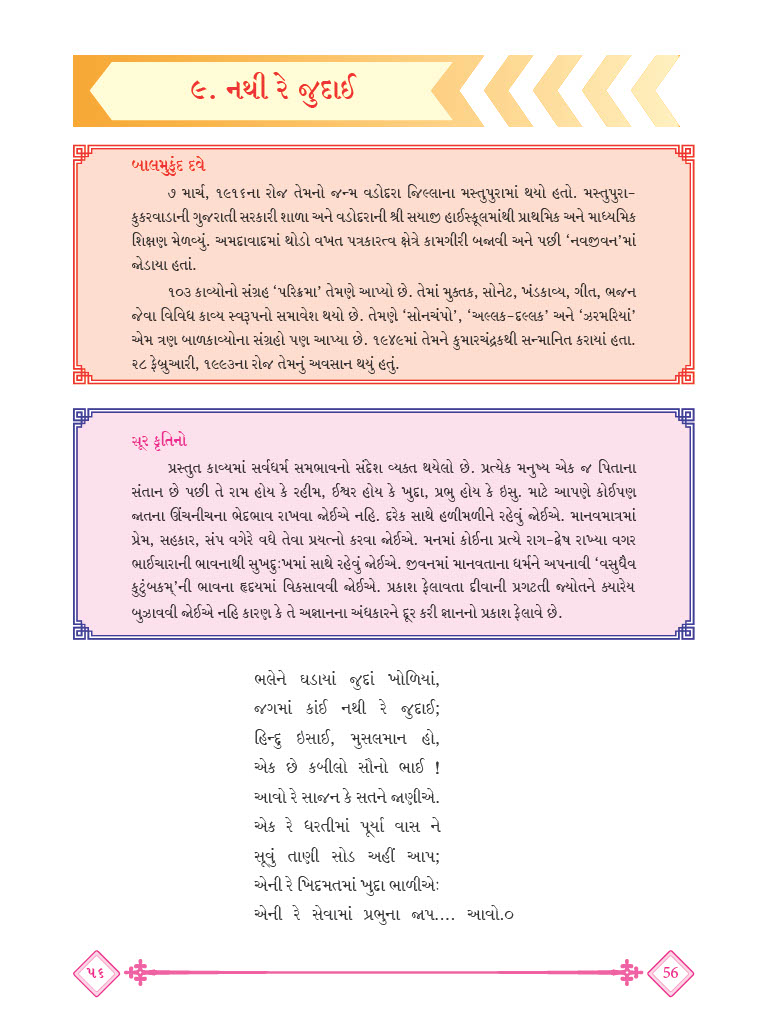 ૯. નથી રે જુદાઈ
બાલમુકુંદ દવે
૭ માર્ચ, ૧૯૧૬ના રોજ તેમનો જન્મ વડોદરા જિલ્લાના મસ્તુપુરામાં થયો હતો. મસ્તુપુરા-
કુકરવાડાની ગુજરાતી સરકારી શાળા અને વડોદરાની શ્રી સયાજી હાઈસ્કૂલમાંથી પ્રાથમિક અને માધ્યમિક
શિક્ષણ મેળવ્યું. અમદાવાદમાં થોડો વખત પત્રકારત્વ ક્ષેત્રે કામગીરી બજાવી અને પછી ‘નવજીવન’માં
જોડાયા હતાં.
૧૦૩ કાવ્યોનો સંગ્રહ ‘પરિક્રમા’ તેમણે આપ્યો છે. તેમાં મુક્તક, સોનેટ, ખંડકાવ્ય, ગીત, ભજન
જેવા વિવિધ કાવ્ય સ્વરૂપનો સમાવેશ થયો છે. તેમણે ‘સોનચંપો’, ‘અલ્લક-દલ્લક’ અને ‘ઝરમરિયાં’
એમ ત્રણ બાળકાવ્યોના સંગ્રહો પણ આપ્યા છે. ૧૯૪૯માં તેમને કુમારચંદ્રકથી સન્માનિત કરાયાં હતા.
૨૮ ફેબ્રુઆરી, ૧૯૯૩ના રોજ તેમનું અવસાન થયું હતું.
સૂર કૃતિનો
પ્રસ્તુત કાવ્યમાં સર્વધર્મ સમભાવનો સંદેશ વ્યક્ત થયેલો છે. પ્રત્યેક મનુષ્ય એક જ પિતાના
સંતાન છે પછી તે રામ હોય કે રહીમ, ઈશ્વર હોય કે ખુદા, પ્રભુ હોય કે ઇસુ. માટે આપણે કોઈપણ
જાતના ઊંચનીચના ભેદભાવ રાખવા જોઈએ નહિ. દરેક સાથે હળીમળીને રહેવું જોઈએ. માનવમાત્રમાં
પ્રેમ, સહકાર, સંપ વગેરે વધે તેવા પ્રયત્નો કરવા જોઈએ. મનમાં કોઈના પ્રત્યે રાગ-દ્વેષ રાખ્યા વગર
ભાઈચારાની ભાવનાથી સુખદુઃખમાં સાથે રહેવું જોઈએ. જીવનમાં માનવતાના ધર્મને અપનાવી ‘વસુધૈવ
કુટુંબકમ્’ની ભાવના હૃદયમાં વિકસાવવી જોઈએ. પ્રકાશ ફેલાવતા દીવાની પ્રગટતી જ્યોતને ક્યારેય
બુઝાવવી જોઈએ નહિ કારણ કે તે અજ્ઞાનના અંધકારને દૂર કરી જ્ઞાનનો પ્રકાશ ફેલાવે છે.
ભલેને ઘડાયાં જુદાં ખોળિયાં,
જગમાં કાંઈ નથી રે જુદાઈ;
હિન્દુ ઇસાઈ, મુસલમાન હો,
એક છે કબીલો સૌનો ભાઈ !
આવો રે સાજન કે સતને જાણીએ.
એક રે ધરતીમાં પૂર્યા વાસ ને
સૂવું તાણી સોડ અહીં આપ;
એની રે ખિદમતમાં ખુદા ભાળીએઃ
એની રે સેવામાં પ્રભુના જાપ.... આવો.૦
૫૬
56